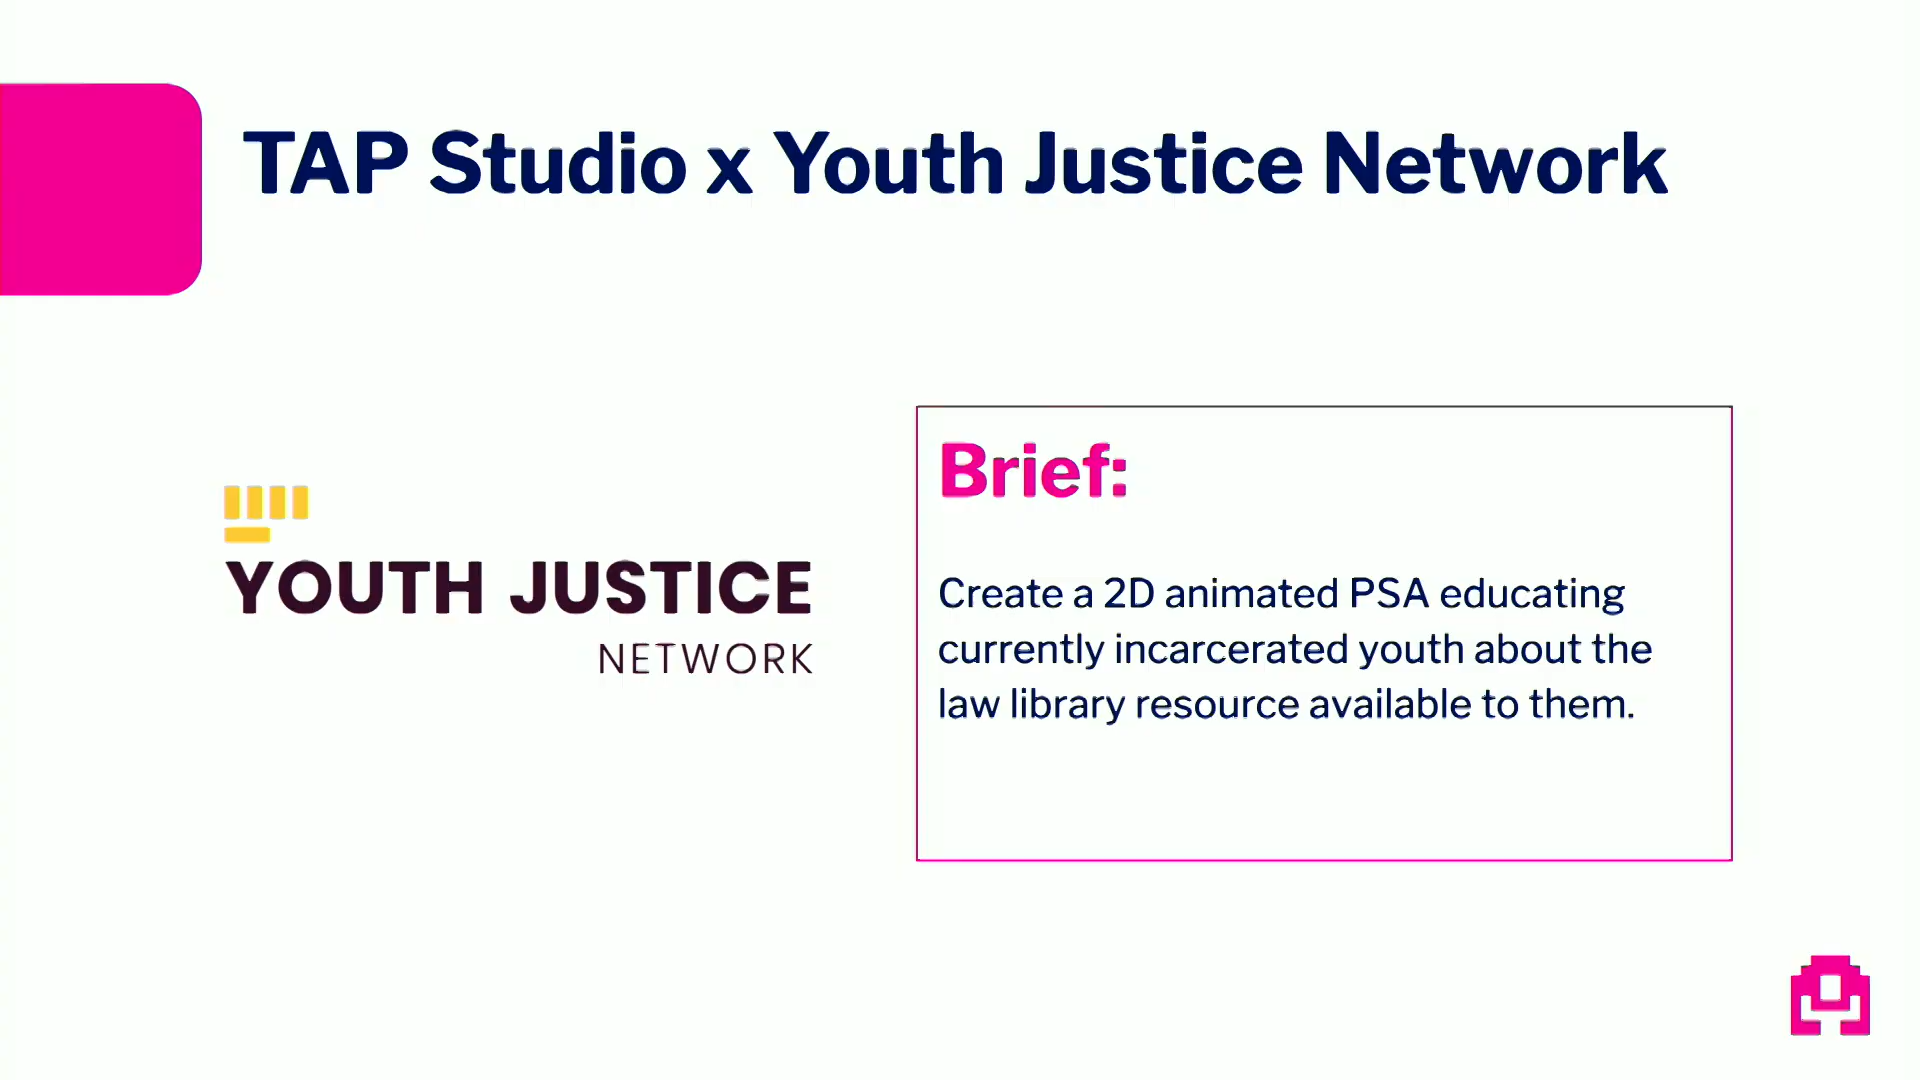 TAP Studio x Youth Justice Network
YOUTH JUSTICE
NETWORK
Brief:
Create a 2D animated PSA educating
currently incarcerated youth about the
law library resource available to them.